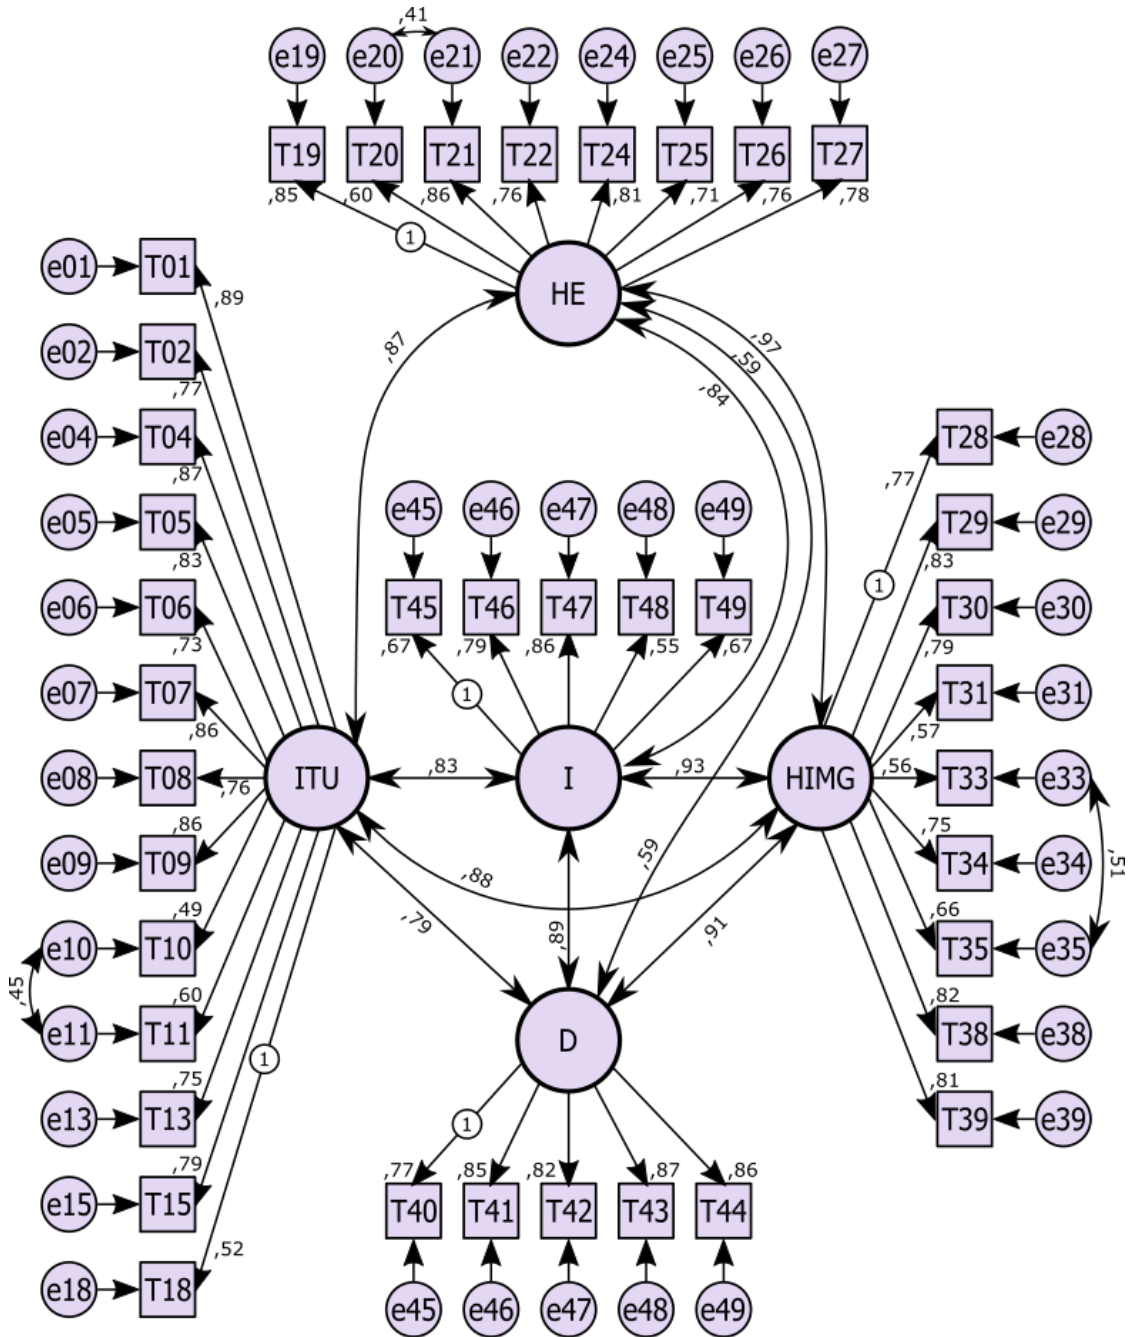 ,41
e19 e20 e21 e22 e24 e25 e26 e27
T19 T20 T21 T22 T24 T25 T26 T27
,85 ,60 ,86 ,76 ,81 ,71 ,76 ,78
1
HE
e01 T01
,89
e02 T02
,77
e04 T04
,87
e05 T05
,83
e06 T06
,73
e07 T07
,86
e08 T08
,76
,86
e09 T09
,49
e10 T10
,45
,60
e11 T11
1
,75
e13 T13
,79
e15 T15
,52
e18 T18
ITU
,87
,97
,59
,84
e45 e46 e47 e48 e49
T45 T46 T47 T48 T49
,67 ,79 ,86 ,55 ,67
1
,83
I
,93
HIMG
,88
,79
,89
,59
,91
D
1
,77 ,85 ,82 ,87 ,86
T40 T41 T42 T43 T44
e45 e46 e47 e48 e49
T28 e28
,77
T29 e29
,83
1
T30 e30
,79
T31 e31
,57
,56
T33 e33
,75
T34 e34
,51
,66
T35 e35
,82
T38 e38
,81
T39 e39